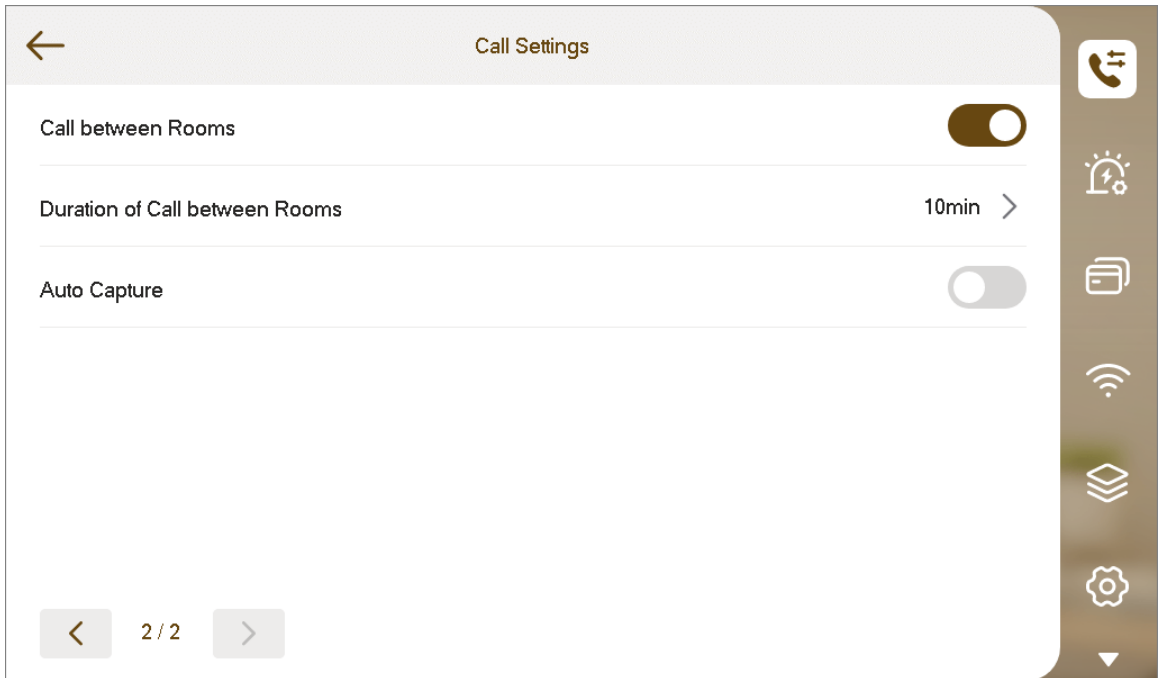 Call Settings
Call between Rooms
Duration of Call between Rooms 10min
Auto Capture
2 / 2